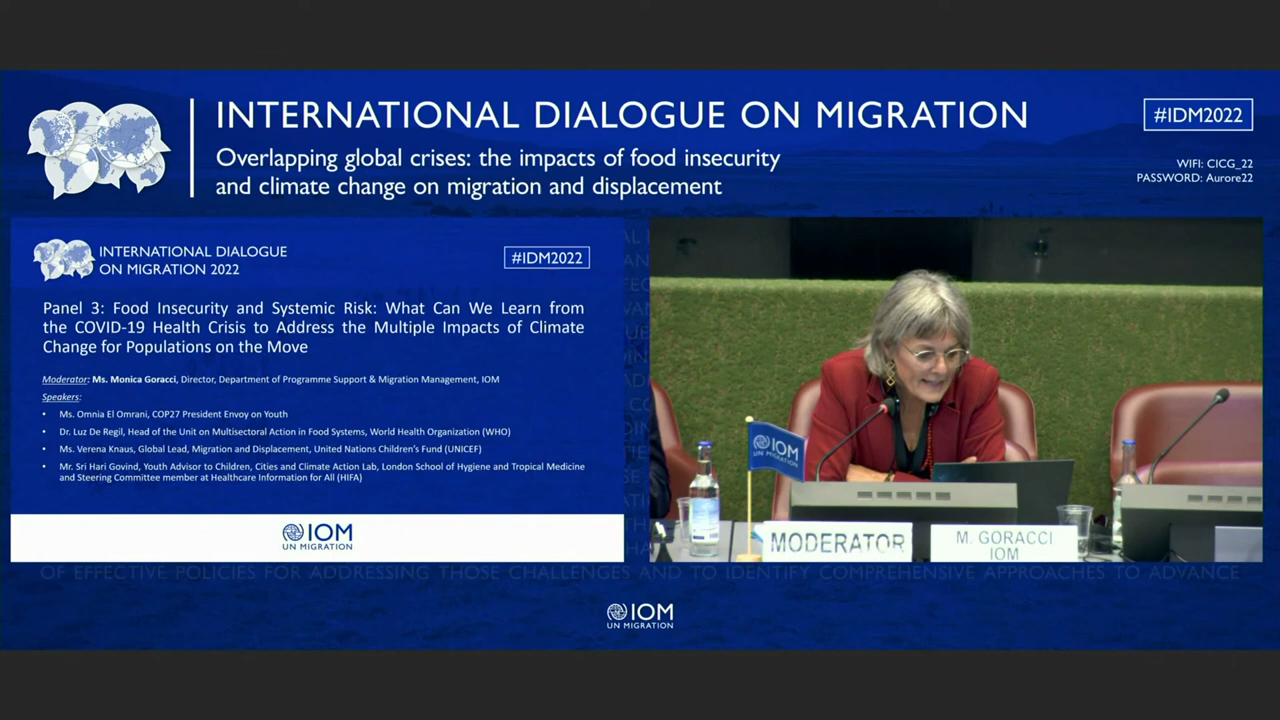 INTERNATIONAL DIALOGUE ON MIGRATION
Overlapping global crises: the impacts of food insecurity
and climate change on migration and displacement
#IDM2022
WIFI: CICG_22
PASSWORD: Aurore22
INTERNATIONAL DIALOGUE
ON MIGRATION 2022
#IDM2022
Panel 3: Food Insecurity and Systemic Risk: What Can We Learn from
the COVID-19 Health Crisis to Address the Multiple Impacts of Climate
Change for Populations on the Move
Moderator: Ms. Monica Goracci, Director, Department of Programme Support & Migration Management, IOM
Speakers:
• Ms. Omnia El Omrani, COP27 President Envoy on Youth
• Dr. Luz De Regil, Head of the Unit on Multisectoral Action in Food Systems, World Health Organization (WHO)
• Ms. Verena Knaus, Global Lead, Migration and Displacement, United Nations Children's Fund (UNICEF)
• Mr. Sri Hari Govind, Youth Advisor to Children, Cities and Climate Action Lab, London School of Hygiene and Tropical Medicine
and Steering Committee member at Healthcare Information for All (HIFA)
IOM
UN MIGRATION
IOM
UN MIGRATION
MODERATOR
M. GORACCI
IOM
OF EFFECTIVE POLICIES FOR ADDRESSING THOSE CHALLENGES AND TO IDENTIFY COMPREHENSIVE APPROACHES TO ADVANCE
IOM
UN MIGRATION